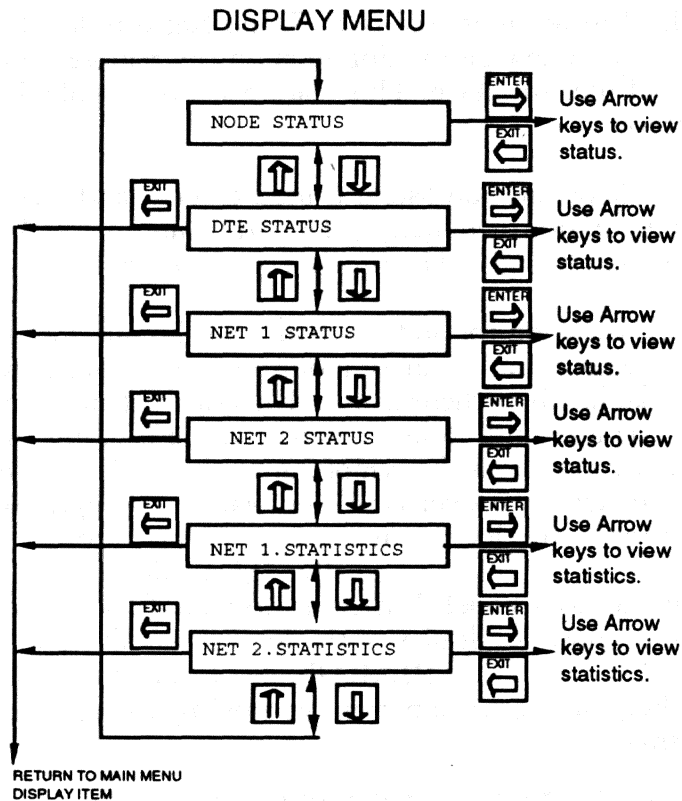 DISPLAY MENU
ENTER
NODE STATUS
EXIT
Use Arrow
keys to view
status.
EXIT
DTE STATUS
ENTER
EXIT
Use Arrow
keys to view
status.
EXIT
NET 1 STATUS
ENTER
EXIT
Use Arrow
keys to view
status.
EXIT
NET 2 STATUS
ENTER
EXIT
Use Arrow
keys to view
status.
EXIT
NET 1.STATISTICS
ENTER
EXIT
Use Arrow
keys to view
statistics.
EXIT
NET 2.STATISTICS
ENTER
EXIT
Use Arrow
keys to view
statistics.
RETURN TO MAIN MENU
DISPLAY ITEM